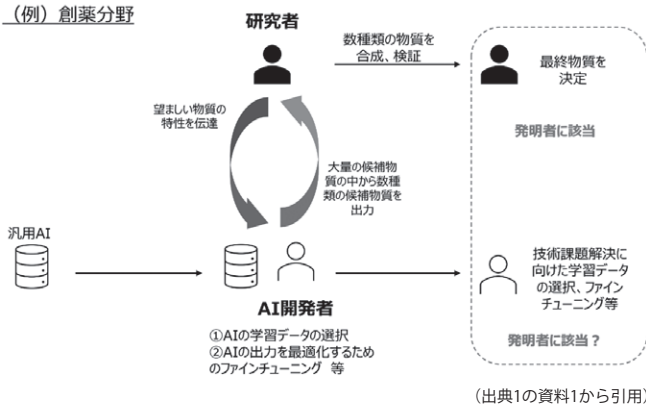 （例）創薬分野
研究者
数種類の物質を
合成、検証
最終物質を
決定
発明者に該当
望ましい物質の
特性を伝達
大量の候補物
質の中から数種
類の候補物質を
出力
汎用AI
AI開発者
①AIの学習データの選択
②AIの出力を最適化するため
のファインチューニング 等
技術課題解決に
向けた学習データ
の選択、ファイン
チューニング等
発明者に該当？
（出典1の資料1から引用）